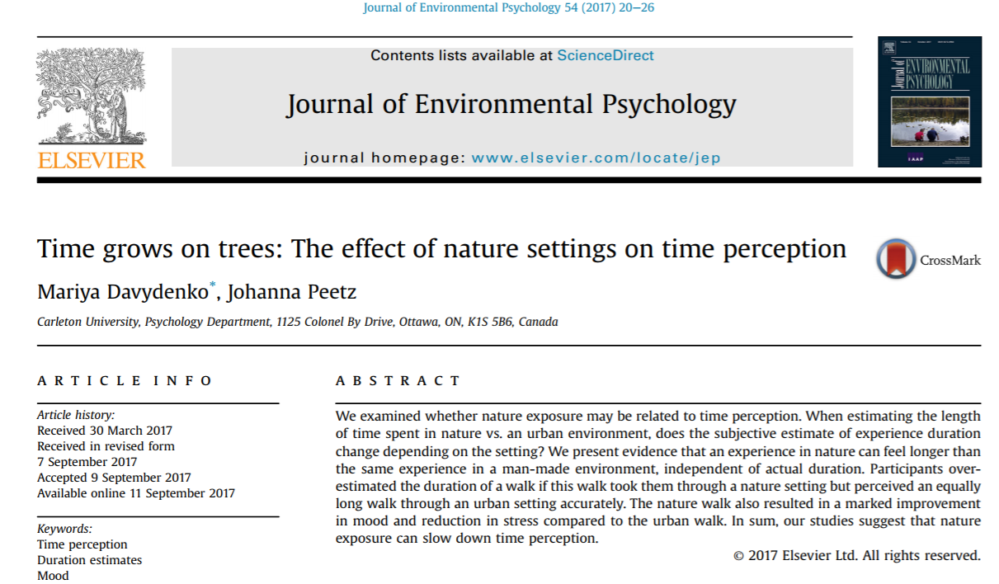 Journal of Environmental Psychology 54 (2017) 20–26
Contents lists available at ScienceDirect
Journal of Environmental Psychology
journal homepage: www.elsevier.com/locate/jep
ELSEVIER
Journal of
ENVIRONMENTAL
PSYCHOLOGY
IAAP
Time grows on trees: The effect of nature settings on time perception
CrossMark
Mariya Davydenko*, Johanna Peetz
Carleton University, Psychology Department, 1125 Colonel By Drive, Ottawa, ON, K1S 5B6, Canada
ARTICLE INFO
Article history:
Received 30 March 2017
Received in revised form
7 September 2017
Accepted 9 September 2017
Available online 11 September 2017
Keywords:
Time perception
Duration estimates
Mood
ABSTRACT
We examined whether nature exposure may be related to time perception. When estimating the length
of time spent in nature vs. an urban environment, does the subjective estimate of experience duration
change depending on the setting? We present evidence that an experience in nature can feel longer than
the same experience in a man-made environment, independent of actual duration. Participants over-
estimated the duration of a walk if this walk took them through a nature setting but perceived an equally
long walk through an urban setting accurately. The nature walk also resulted in a marked improvement
in mood and reduction in stress compared to the urban walk. In sum, our studies suggest that nature
exposure can slow down time perception.
© 2017 Elsevier Ltd. All rights reserved.